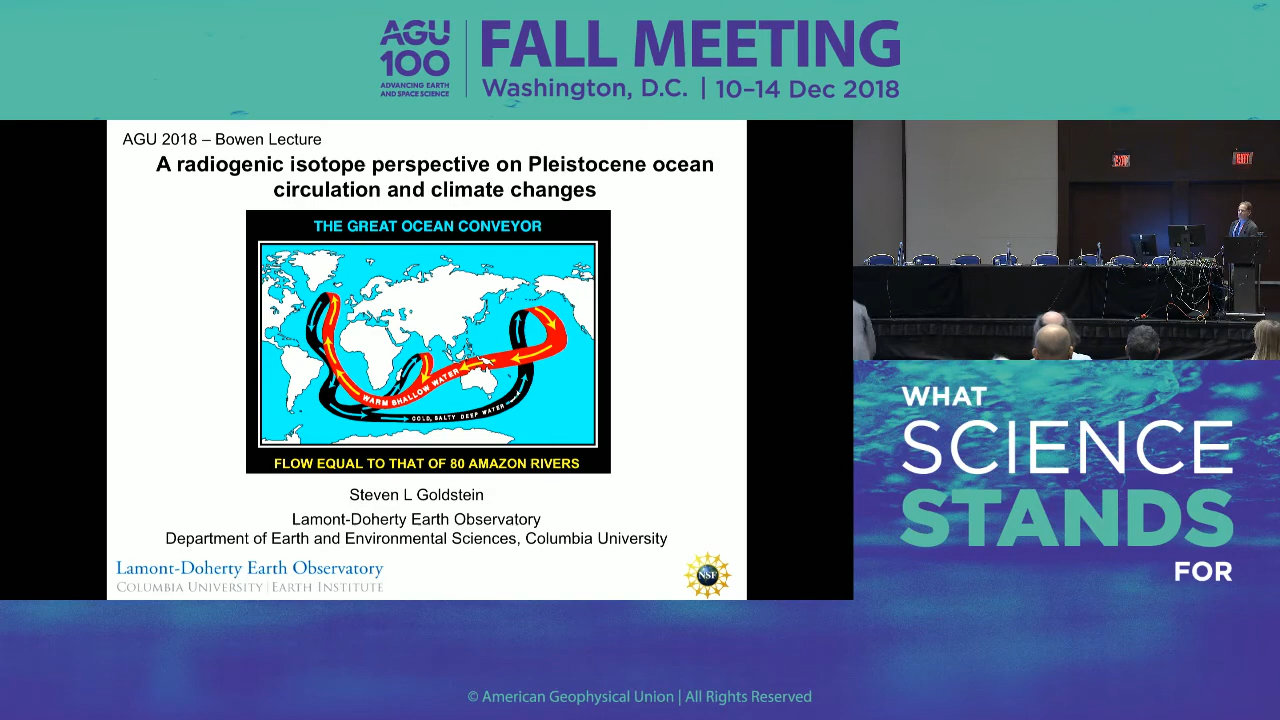 AGU
100
ADVANCING EARTH
AND SPACE SCIENCE
FALL MEETING
Washington, D.C. | 10–14 Dec 2018
AGU 2018 – Bowen Lecture
A radiogenic isotope perspective on Pleistocene ocean
circulation and climate changes
THE GREAT OCEAN CONVEYOR
WARM SHALLOW WATER
COLD, SALTY DEEP WATER
FLOW EQUAL TO THAT OF 80 AMAZON RIVERS
Steven L Goldstein
Lamont-Doherty Earth Observatory
Department of Earth and Environmental Sciences, Columbia University
Lamont-Doherty Earth Observatory
COLUMBIA UNIVERSITY | EARTH INSTITUTE
NSF
EXIT
EXIT
WHAT
SCIENCE
STANDS
FOR
© American Geophysical Union | All Rights Reserved